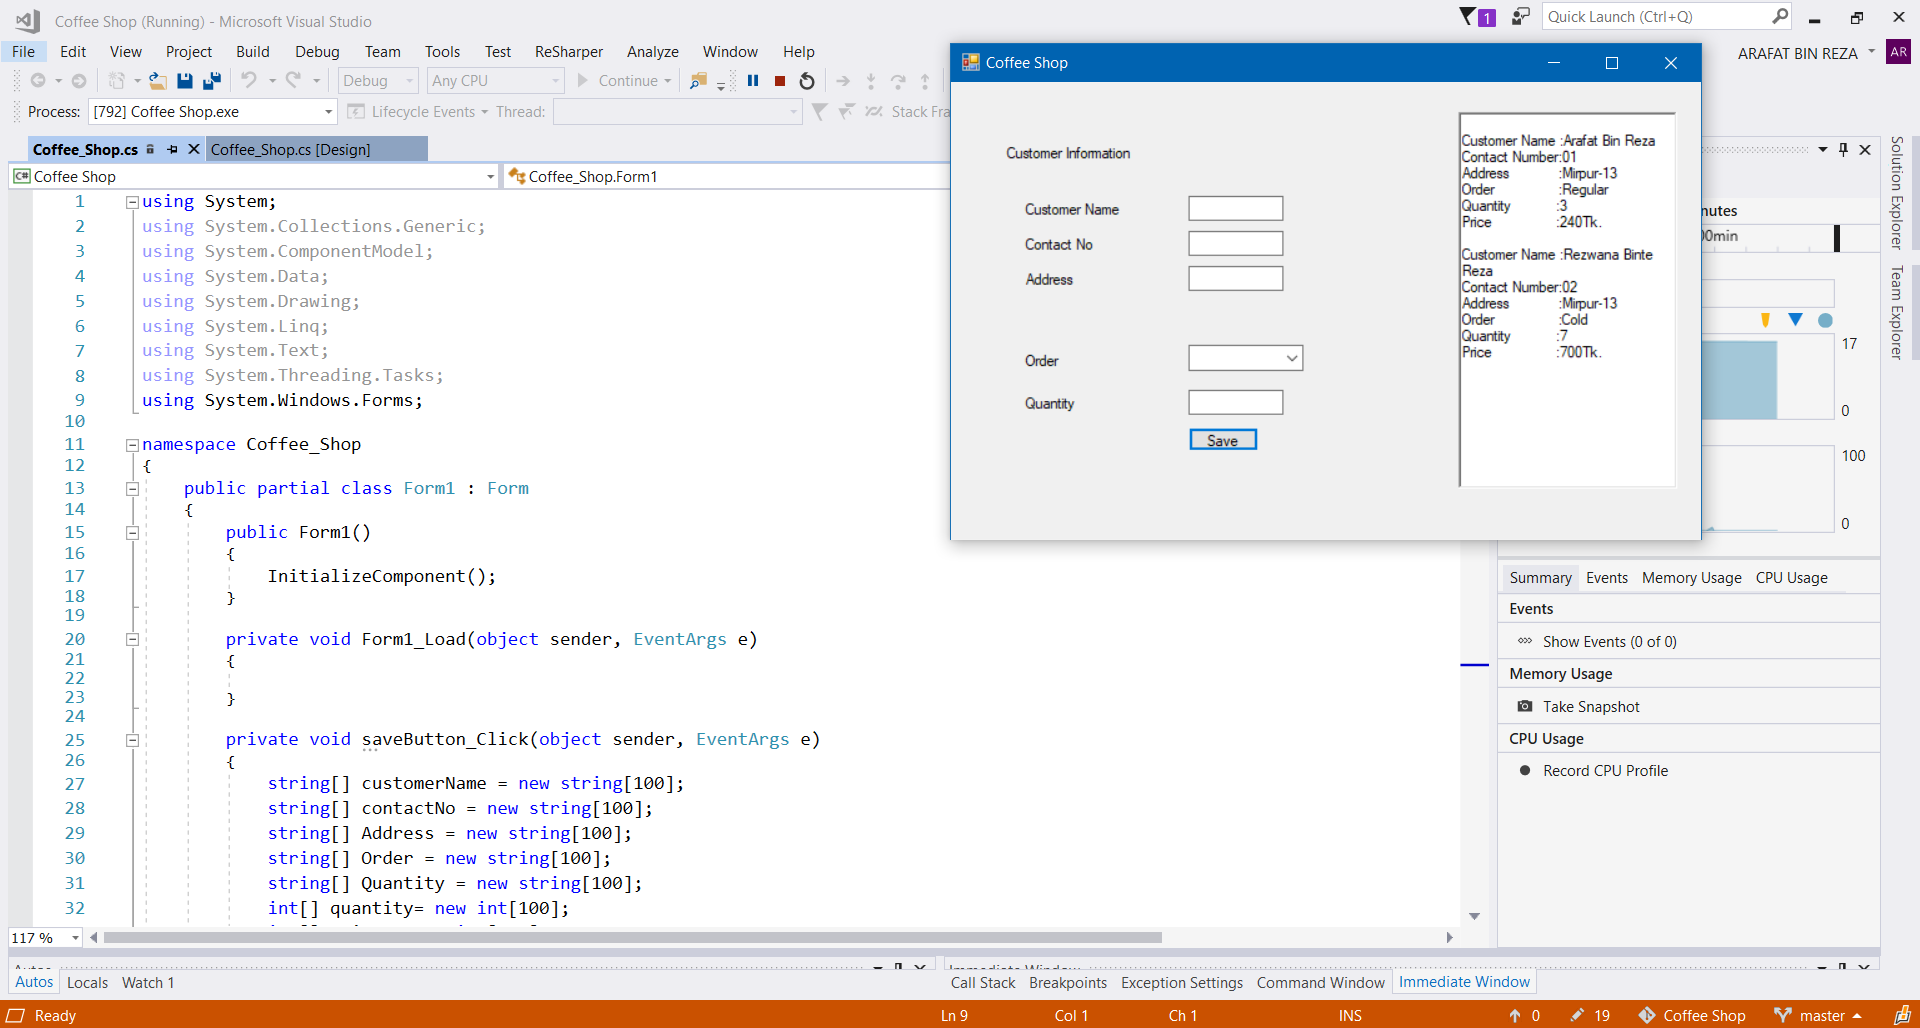 Coffee Shop (Running) - Microsoft Visual Studio
1
Quick Launch (Ctrl+Q)
File Edit View Project Build Debug Team Tools Test ReSharper Analyze Window Help
ARAFAT BIN REZA AR
Debug Any CPU Continue
Process: [792] Coffee Shop.exe Lifecycle Events Thread: Stack Fra
Coffee_Shop.cs Coffee_Shop.cs [Design]
C# Coffee Shop Coffee_Shop.Form1
1 using System;
2 using System.Collections.Generic;
3 using System.ComponentModel;
4 using System.Data;
5 using System.Drawing;
6 using System.Linq;
7 using System.Text;
8 using System.Threading.Tasks;
9 using System.Windows.Forms;
10
11 namespace Coffee_Shop
12 {
13 public partial class Form1 : Form
14 {
15 public Form1()
16 {
17 InitializeComponent();
18 }
19
20 private void Form1_Load(object sender, EventArgs e)
21 {
22
23 }
24
25 private void saveButton_Click(object sender, EventArgs e)
26 {
27 string[] customerName = new string[100];
28 string[] contactNo = new string[100];
29 string[] Address = new string[100];
30 string[] Order = new string[100];
31 string[] Quantity = new string[100];
32 int[] quantity= new int[100];
117 %
Coffee Shop
Customer Information
Customer Name
Contact No
Address
Order
Quantity
Save
Customer Name :Arafat Bin Reza
Contact Number:01
Address :Mirpur-13
Order :Regular
Quantity :3
Price :240Tk.
Customer Name :Rezwana Binte
Reza
Contact Number:02
Address :Mirpur-13
Order :Cold
Quantity :7
Price :700Tk.
Solution Explorer
Team Explorer
nutes
00min
17
0
100
0
Summary Events Memory Usage CPU Usage
Events
Show Events (0 of 0)
Memory Usage
Take Snapshot
CPU Usage
Record CPU Profile
Autos
Immediate Window
Autos Locals Watch 1
Call Stack Breakpoints Exception Settings Command Window Immediate Window
Ready Ln 9 Col 1 Ch 1 INS 0 19 Coffee Shop master